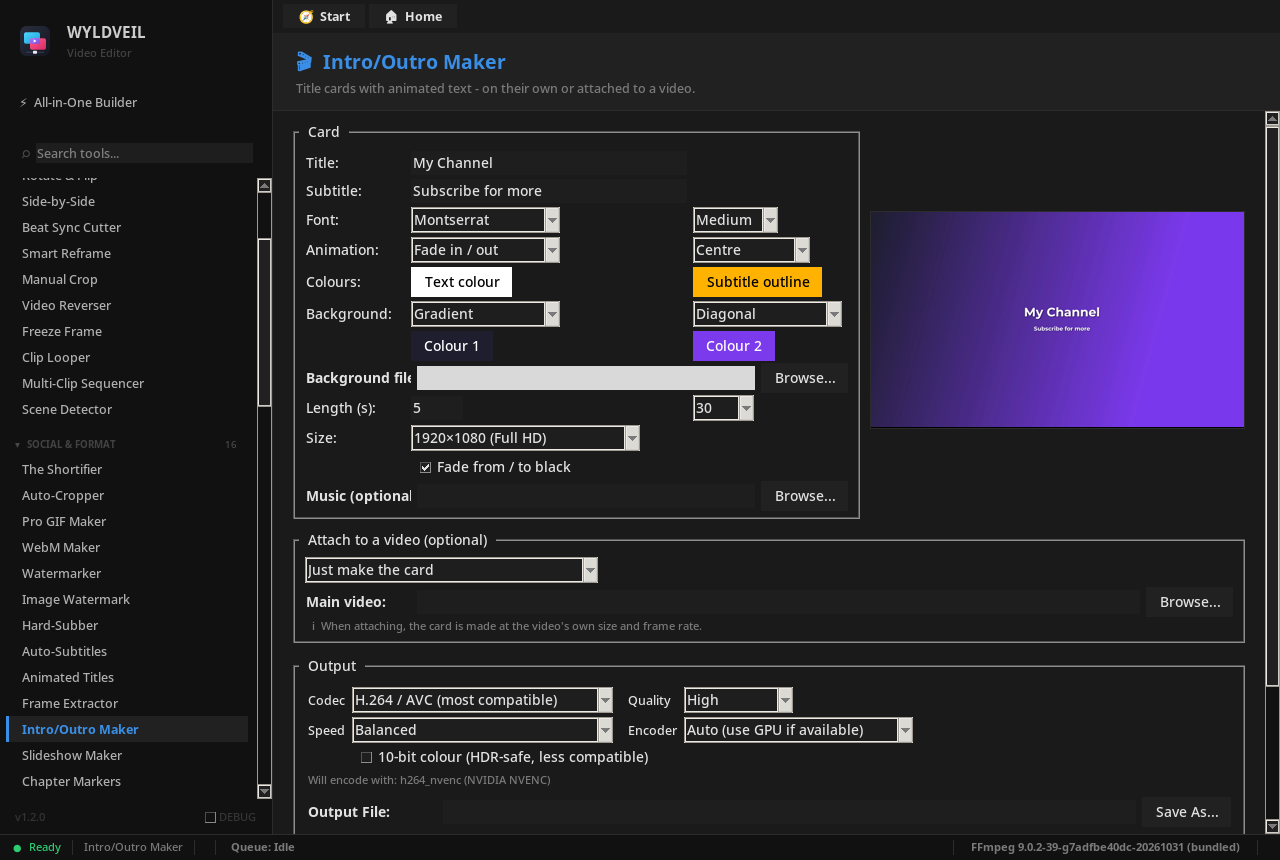 WYLDVEIL
Video Editor
All-in-One Builder
Search tools...
Rotate & Flip
Side-by-Side
Beat Sync Cutter
Smart Reframe
Manual Crop
Video Reverser
Freeze Frame
Clip Looper
Multi-Clip Sequencer
Scene Detector
SOCIAL & FORMAT 16
The Shortifier
Auto-Cropper
Pro GIF Maker
WebM Maker
Watermarker
Image Watermark
Hard-Subber
Auto-Subtitles
Animated Titles
Frame Extractor
Intro/Outro Maker
Slideshow Maker
Chapter Markers
v1.2.0 DEBUG
Start Home
Intro/Outro Maker
Title cards with animated text - on their own or attached to a video.
Card
Title: My Channel
Subtitle: Subscribe for more
Font: Montserrat Medium
Animation: Fade in / out Centre
Colours: Text colour Subtitle outline
Background: Gradient Diagonal
Colour 1 Colour 2
Background file Browse...
Length (s): 5 30
Size: 1920×1080 (Full HD)
Fade from / to black
Music (optional Browse...
My Channel
Subscribe for more
Attach to a video (optional)
Just make the card
Main video: Browse...
i When attaching, the card is made at the video's own size and frame rate.
Output
Codec H.264 / AVC (most compatible) Quality High
Speed Balanced Encoder Auto (use GPU if available)
10-bit colour (HDR-safe, less compatible)
Will encode with: h264_nvenc (NVIDIA NVENC)
Output File: Save As...
Ready Intro/Outro Maker Queue: Idle FFmpeg 9.0.2-39-g7adfbe40dc-20261031 (bundled)